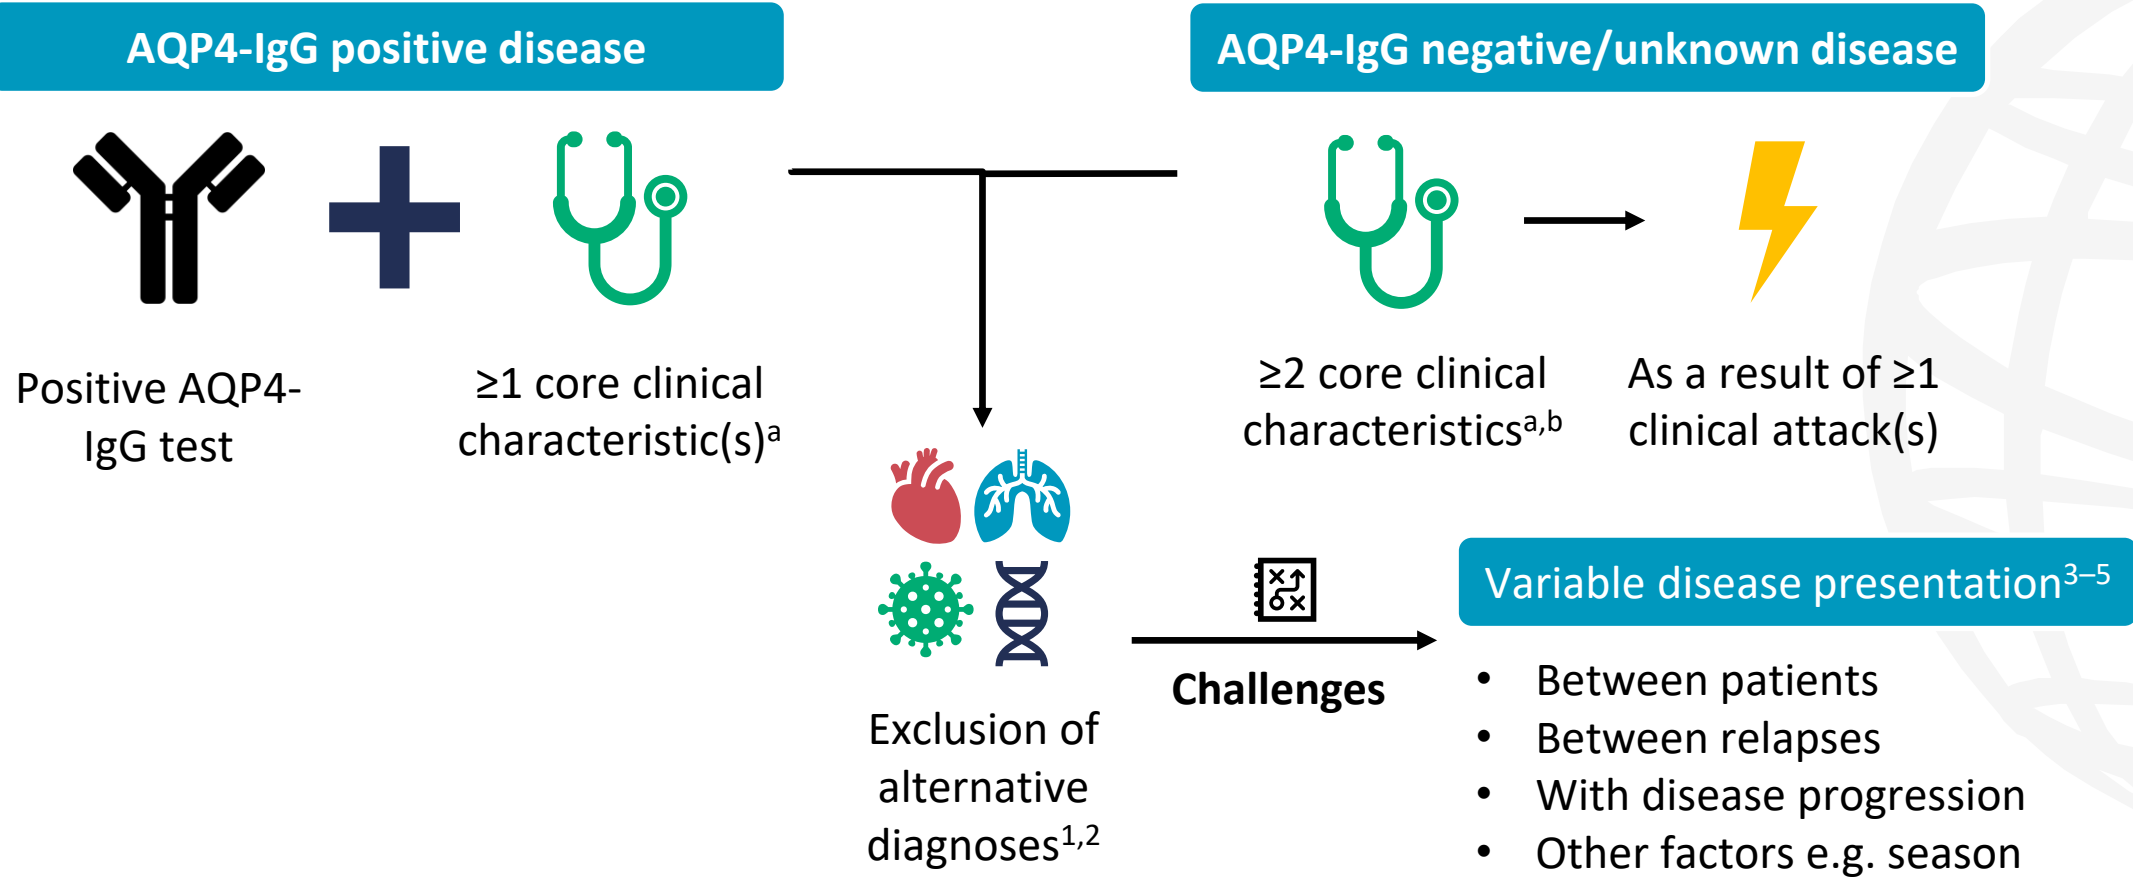 AQP4-IgG positive disease
Positive AQP4-
IgG test
≥1 core clinical
characteristic(s)ᵃ
AQP4-IgG negative/unknown disease
≥2 core clinical
characteristicsᵃ,ᵇ
As a result of ≥1
clinical attack(s)
Exclusion of
alternative
diagnoses¹,²
Challenges
Variable disease presentation³⁻⁵
• Between patients
• Between relapses
• With disease progression
• Other factors e.g. season